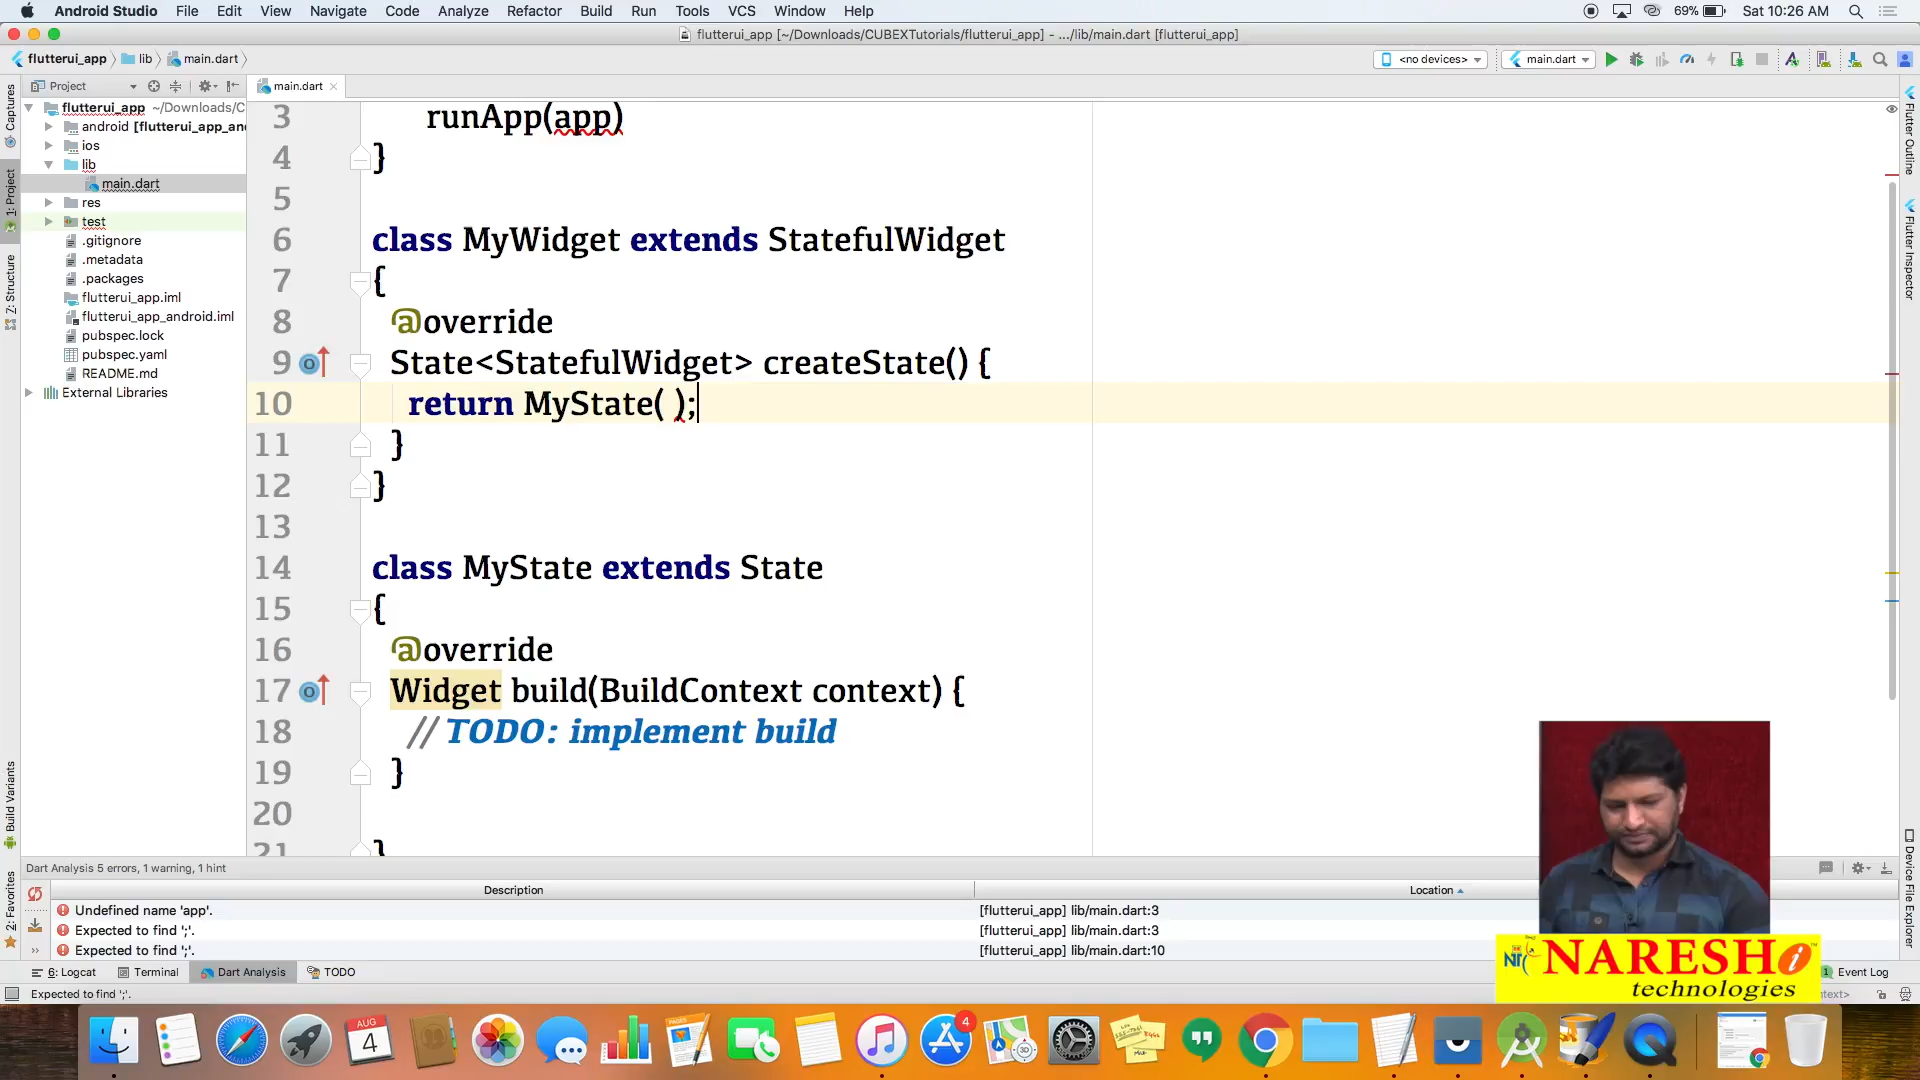 Android Studio File Edit View Navigate Code Analyze Refactor Build Run Tools VCS Window Help 69% Sat 10:26 AM
flutterui_app [~/Downloads/CUBEXTutorials/flutterui_app] - .../lib/main.dart [flutterui_app]
flutterui_app lib main.dart <no devices> main.dart
Project main.dart
flutterui_app ~/Downloads/C
android [flutterui_app_an
ios
lib
main.dart
res
test
.gitignore
.metadata
.packages
flutterui_app.iml
flutterui_app_android.iml
pubspec.lock
pubspec.yaml
README.md
External Libraries
Captures
1: Project
Z: Structure
Build Variants
2: Favorites
3 runApp(app)
4 }
5
6 class MyWidget extends StatefulWidget
7 {
8 @override
9 State<StatefulWidget> createState() {
10 return MyState( );
11 }
12 }
13
14 class MyState extends State
15 {
16 @override
17 Widget build(BuildContext context) {
18 // TODO: implement build
19 }
20
21 }
Flutter Outline
Flutter Inspector
Device File Explorer
Dart Analysis 5 errors, 1 warning, 1 hint
Description Location
Undefined name 'app'. [flutterui_app] lib/main.dart:3
Expected to find ';'. [flutterui_app] lib/main.dart:3
Expected to find ';'. [flutterui_app] lib/main.dart:10
6: Logcat Terminal Dart Analysis TODO 1 Event Log
Expected to find ';'.
NT NARESH i
technologies
AUG
4
4